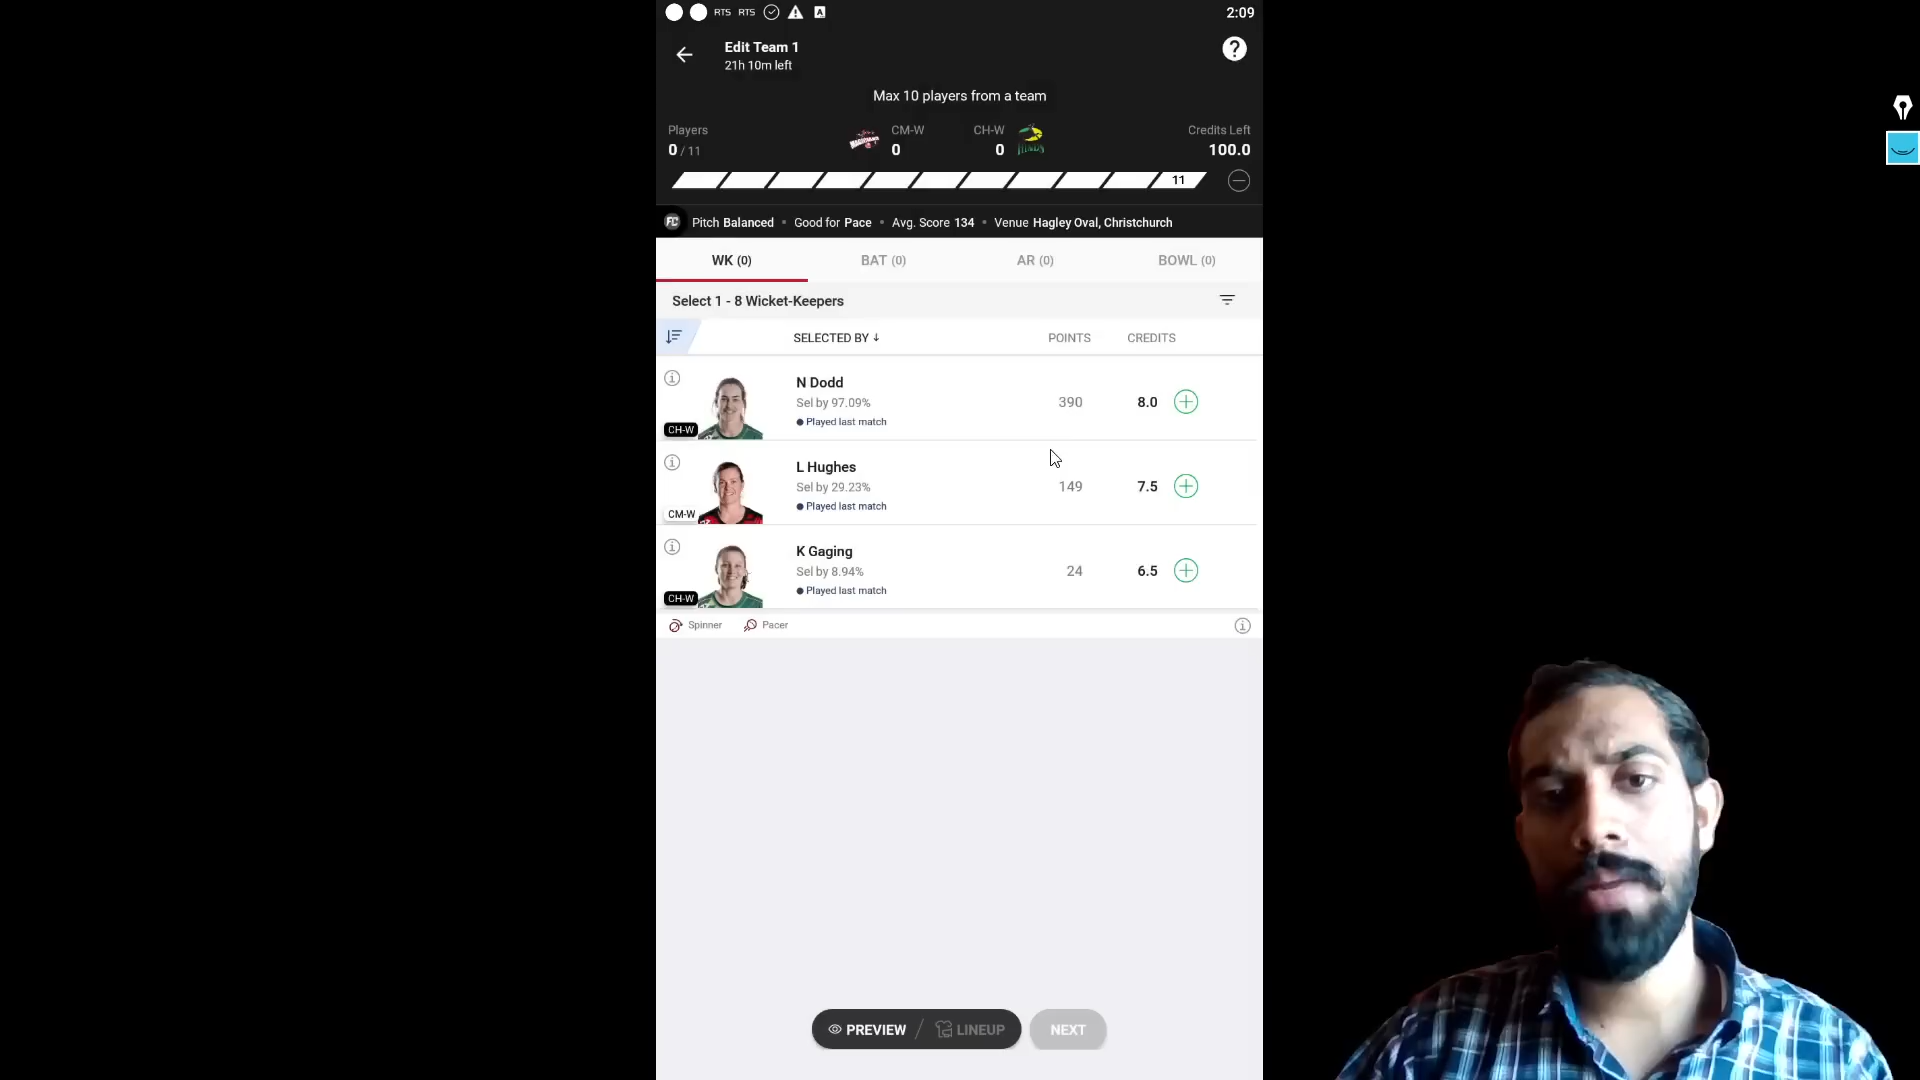 RTS RTS A 2:09
Edit Team 1
21h 10m left
?
Max 10 players from a team
Players CM-W CH-W Credits Left
0 / 11 0 0 100.0
11
FC Pitch Balanced • Good for Pace • Avg. Score 134 • Venue Hagley Oval, Christchurch
WK (0) BAT (0) AR (0) BOWL (0)
Select 1 - 8 Wicket-Keepers
SELECTED BY ↓ POINTS CREDITS
N Dodd
Sel by 97.09% 390 8.0
Played last match
CH-W
L Hughes
Sel by 29.23% 149 7.5
Played last match
CM-W
K Gaging
Sel by 8.94% 24 6.5
Played last match
CH-W
Spinner Pacer
PREVIEW / LINEUP NEXT